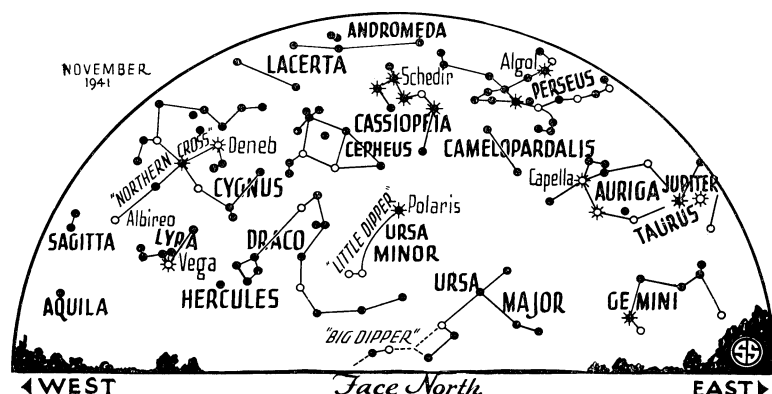 ANDROMEDA
LACERTA
NOVEMBER
1941
Schedir
Algol
PERSEUS
CASSIOPEIA
CEPHEUS
CAMELOPARDALIS
"NORTHERN CROSS"
Deneb
CYGNUS
Capella
AURIGA
JUPITER
TAURUS
Albireo
SAGITTA
LYRA
Vega
DRACO
"LITTLE DIPPER"
Polaris
URSA
MINOR
HERCULES
AQUILA
URSA MAJOR
GEMINI
"BIG DIPPER"
SS
WEST
Face North
EAST